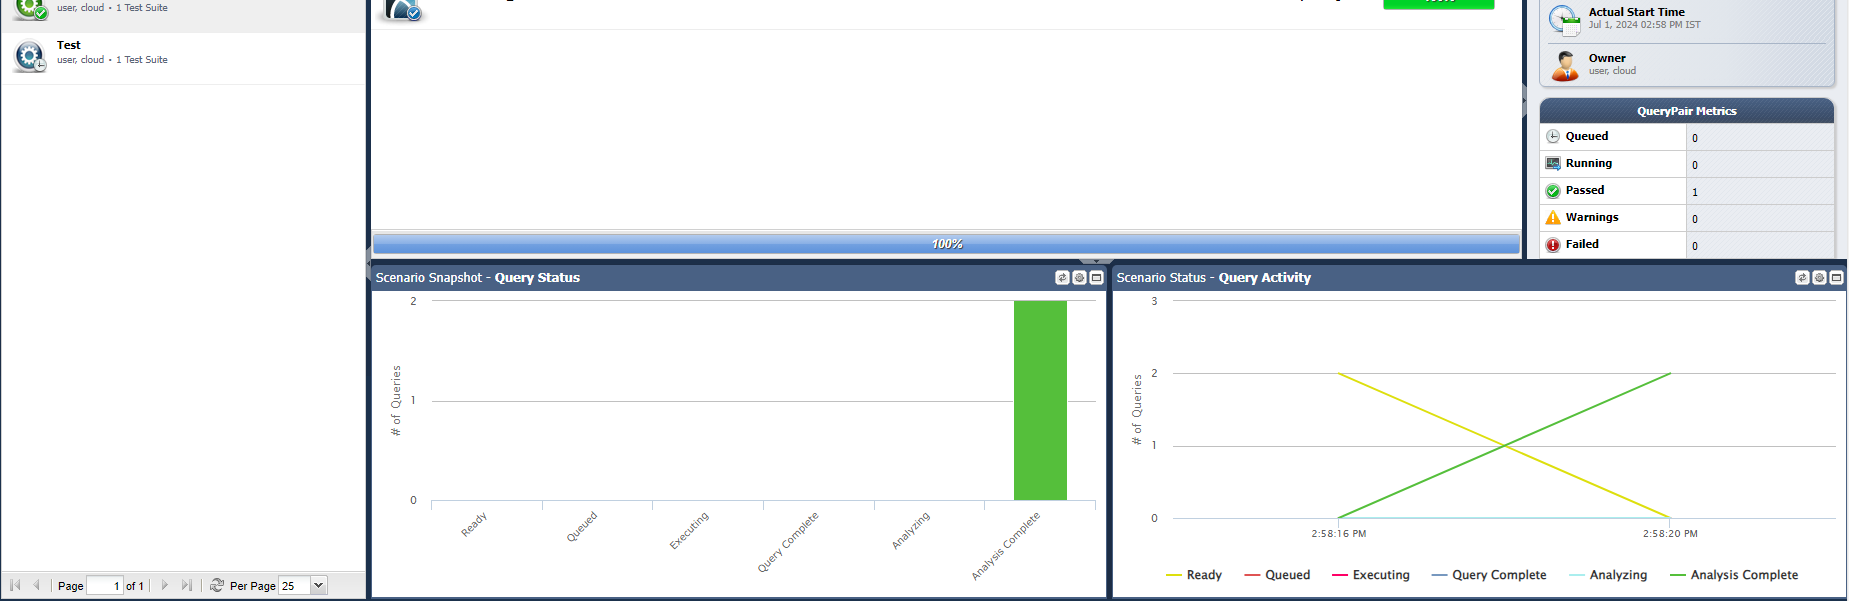 user, cloud • 1 Test Suite
Test
user, cloud • 1 Test Suite
Page 1 of 1 Per Page 25
100%
Scenario Snapshot - Query Status
2
1
0
# of Queries
Ready
Queued
Executing
Query Complete
Analyzing
Analysis Complete
Scenario Status - Query Activity
3
2
1
0
# of Queries
2:58:16 PM
2:58:20 PM
Ready Queued Executing Query Complete Analyzing Analysis Complete
Actual Start Time
Jul 1, 2024 02:58 PM IST
Owner
user, cloud
QueryPair Metrics
Queued 0
Running 0
Passed 1
Warnings 0
Failed 0